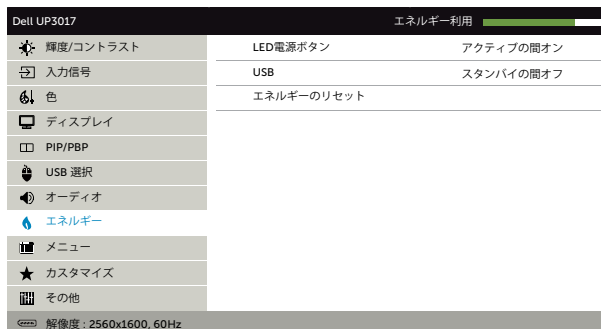 Dell UP3017 エネルギー利用
輝度/コントラスト LED電源ボタン アクティブの間オン
入力信号 USB スタンバイの間オフ
色 エネルギーのリセット
ディスプレイ
PIP/PBP
USB 選択
オーディオ
エネルギー
メニュー
カスタマイズ
その他
解像度 : 2560x1600, 60Hz